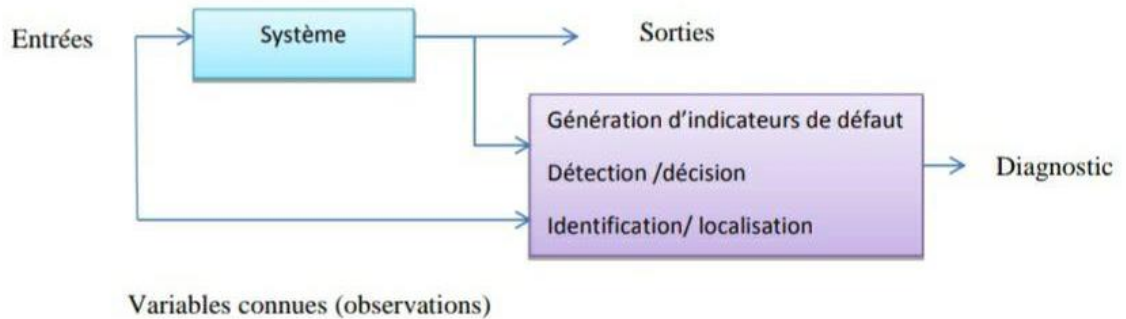 Entrées
Système
Sorties
Génération d'indicateurs de défaut
Détection /décision
Identification/ localisation
Diagnostic
Variables connues (observations)